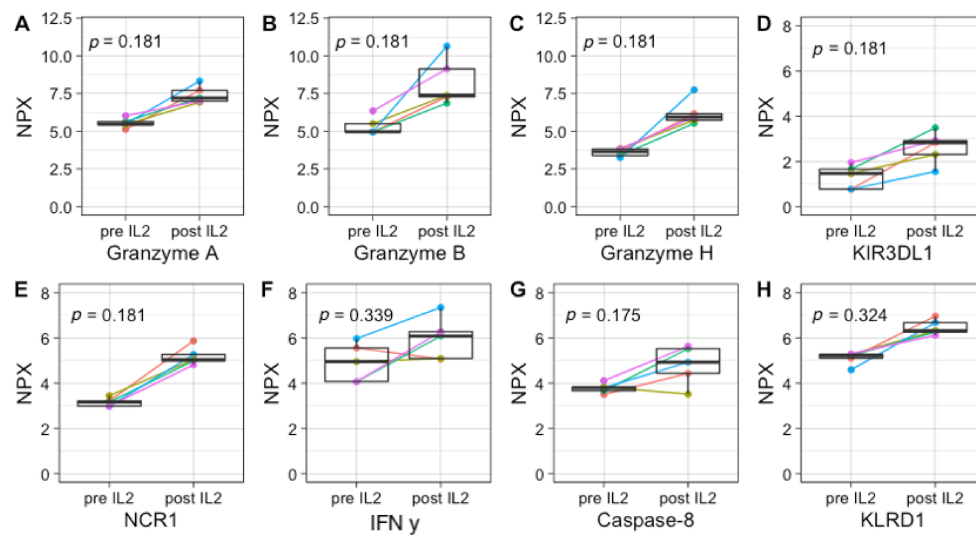 A
12.5
10.0
7.5
5.0
2.5
0.0
NPX
p = 0.181
pre IL2 post IL2
Granzyme A
B
12.5
10.0
7.5
5.0
2.5
0.0
NPX
p = 0.181
pre IL2 post IL2
Granzyme B
C
12.5
10.0
7.5
5.0
2.5
0.0
NPX
p = 0.181
pre IL2 post IL2
Granzyme H
D
8
6
4
2
0
NPX
p = 0.181
pre IL2 post IL2
KIR3DL1
E
8
6
4
2
0
NPX
p = 0.181
pre IL2 post IL2
NCR1
F
8
6
4
2
0
NPX
p = 0.339
pre IL2 post IL2
IFN y
G
8
6
4
2
0
NPX
p = 0.175
pre IL2 post IL2
Caspase-8
H
8
6
4
2
0
NPX
p = 0.324
pre IL2 post IL2
KLRD1